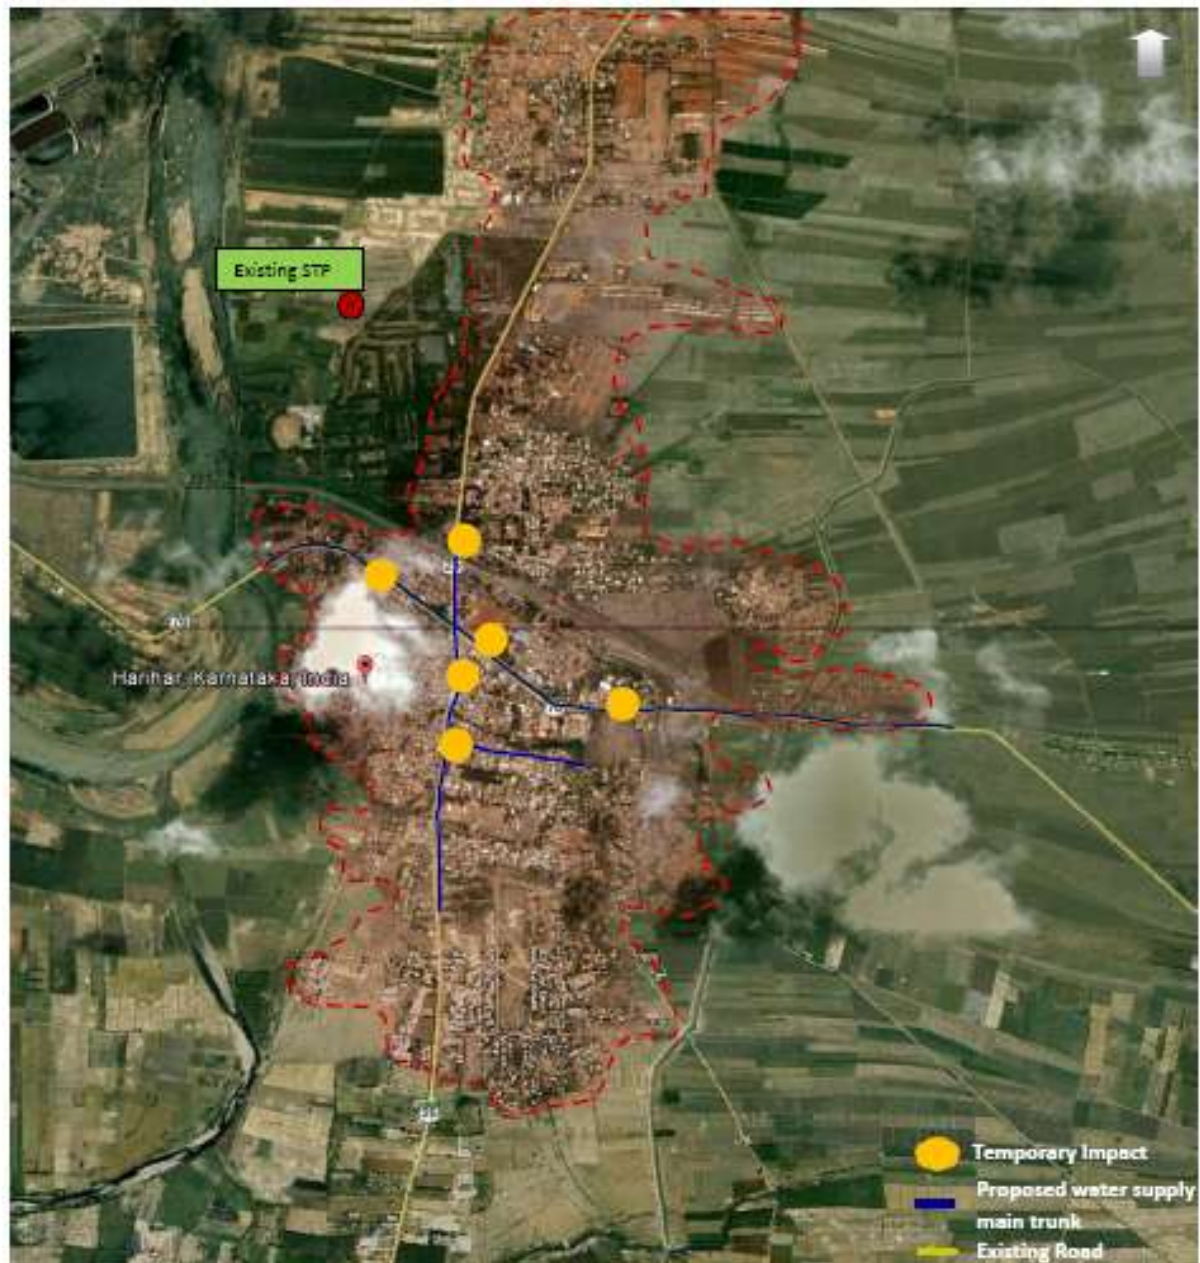 Existing STP
Harihar, Karnataka, India
Temporary Impact
Proposed water supply
main trunk
Existing Road